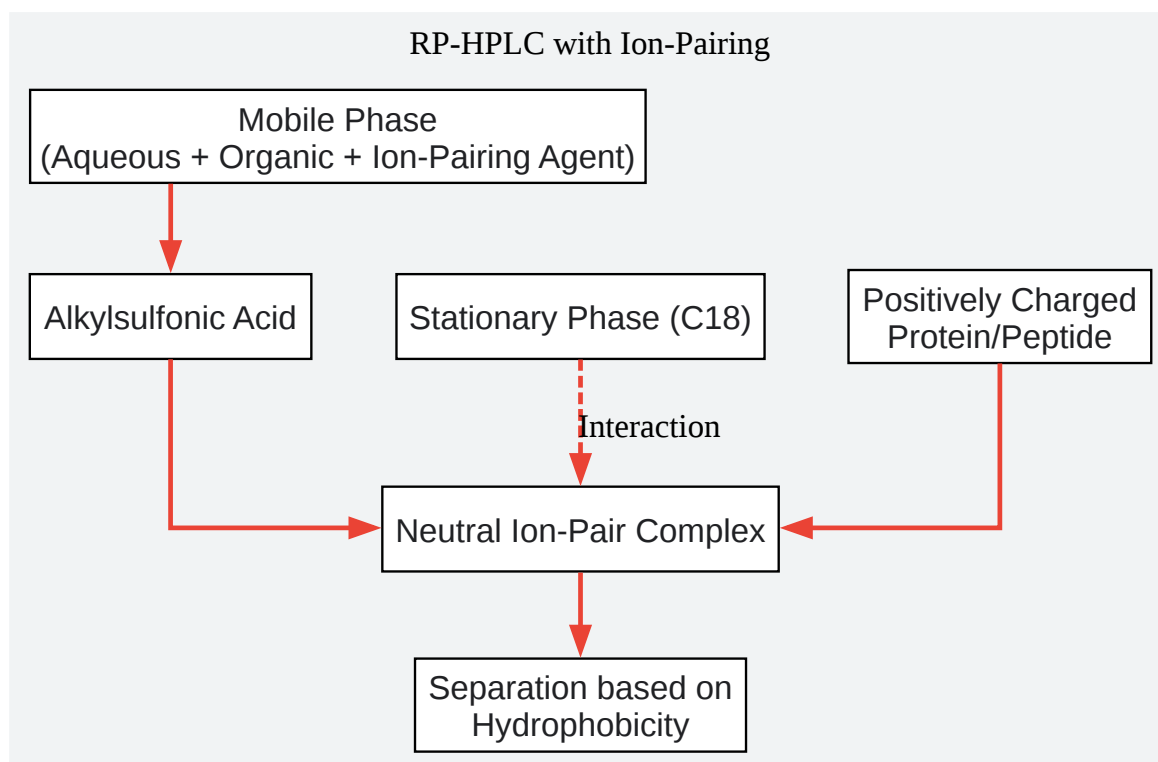 RP-HPLC with Ion-Pairing
Mobile Phase
(Aqueous + Organic + Ion-Pairing Agent)
Alkylsulfonic Acid
Stationary Phase (C18)
Positively Charged
Protein/Peptide
Interaction
Neutral Ion-Pair Complex
Separation based on
Hydrophobicity